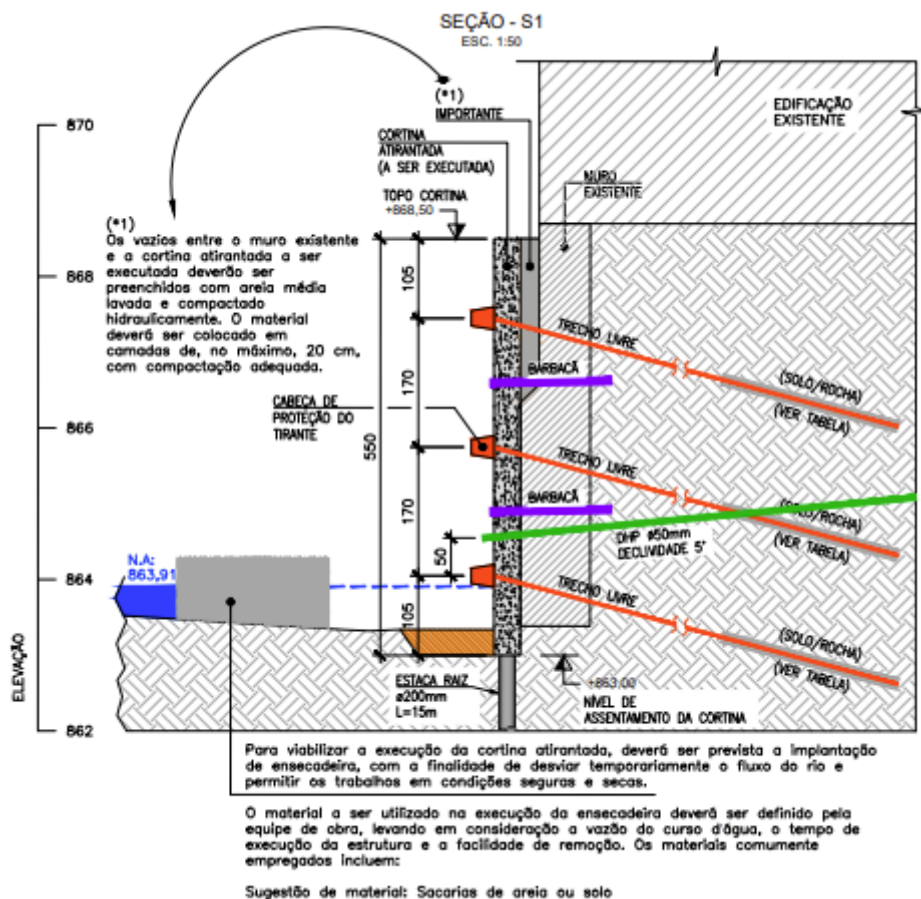 SEÇÃO - S1
ESC. 1:50
870
868
866
864
862
ELEVAÇÃO
(*1)
IMPORTANTE
CORTINA
ATIRANTADA
(A SER EXECUTADA)
TOPO CORTINA
+868,50
EDIFICAÇÃO
EXISTENTE
MURO
EXISTENTE
(*1)
Os vazios entre o muro existente
e a cortina atirantada a ser
executada deverão ser
preenchidos com areia média
lavada e compactado
hidraulicamente. O material
deverá ser colocado em
camadas de, no máximo, 20 cm,
com compactação adequada.
550
105
170
170
105
50
CABEÇA DE
PROTEÇÃO DO
TIRANTE
TRECHO LIVRE
(SOLO/ROCHA)
(VER TABELA)
BARBACÃ
TRECHO LIVRE
(SOLO/ROCHA)
(VER TABELA)
BARBACÃ
DHP ø50mm
DECLIVIDADE 5°
TRECHO LIVRE
(SOLO/ROCHA)
(VER TABELA)
N.A:
863,91
ESTACA RAIZ
ø200mm
L=15m
+863,00
NÍVEL DE
ASSENTAMENTO DA CORTINA
Para viabilizar a execução da cortina atirantada, deverá ser prevista a implantação
de ensecadeira, com a finalidade de desviar temporariamente o fluxo do rio e
permitir os trabalhos em condições seguras e secas.
O material a ser utilizado na execução da ensecadeira deverá ser definido pela
equipe de obra, levando em consideração a vazão do curso d'água, o tempo de
execução da estrutura e a facilidade de remoção. Os materiais comumente
empregados incluem:
Sugestão de material: Sacarias de areia ou solo